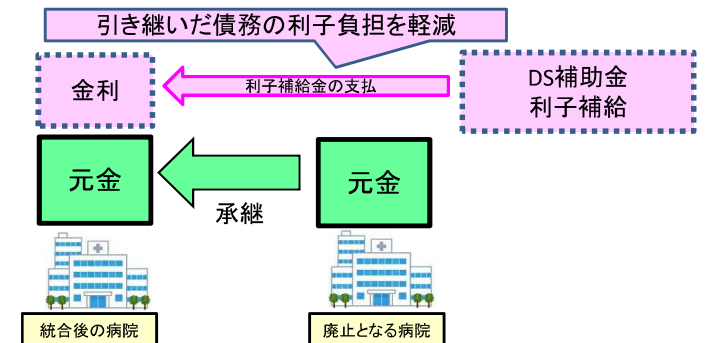 引き継いだ債務の利子負担を軽減
金利
利子補給金の支払
DS補助金
利子補給
元金
承継
元金
統合後の病院
廃止となる病院